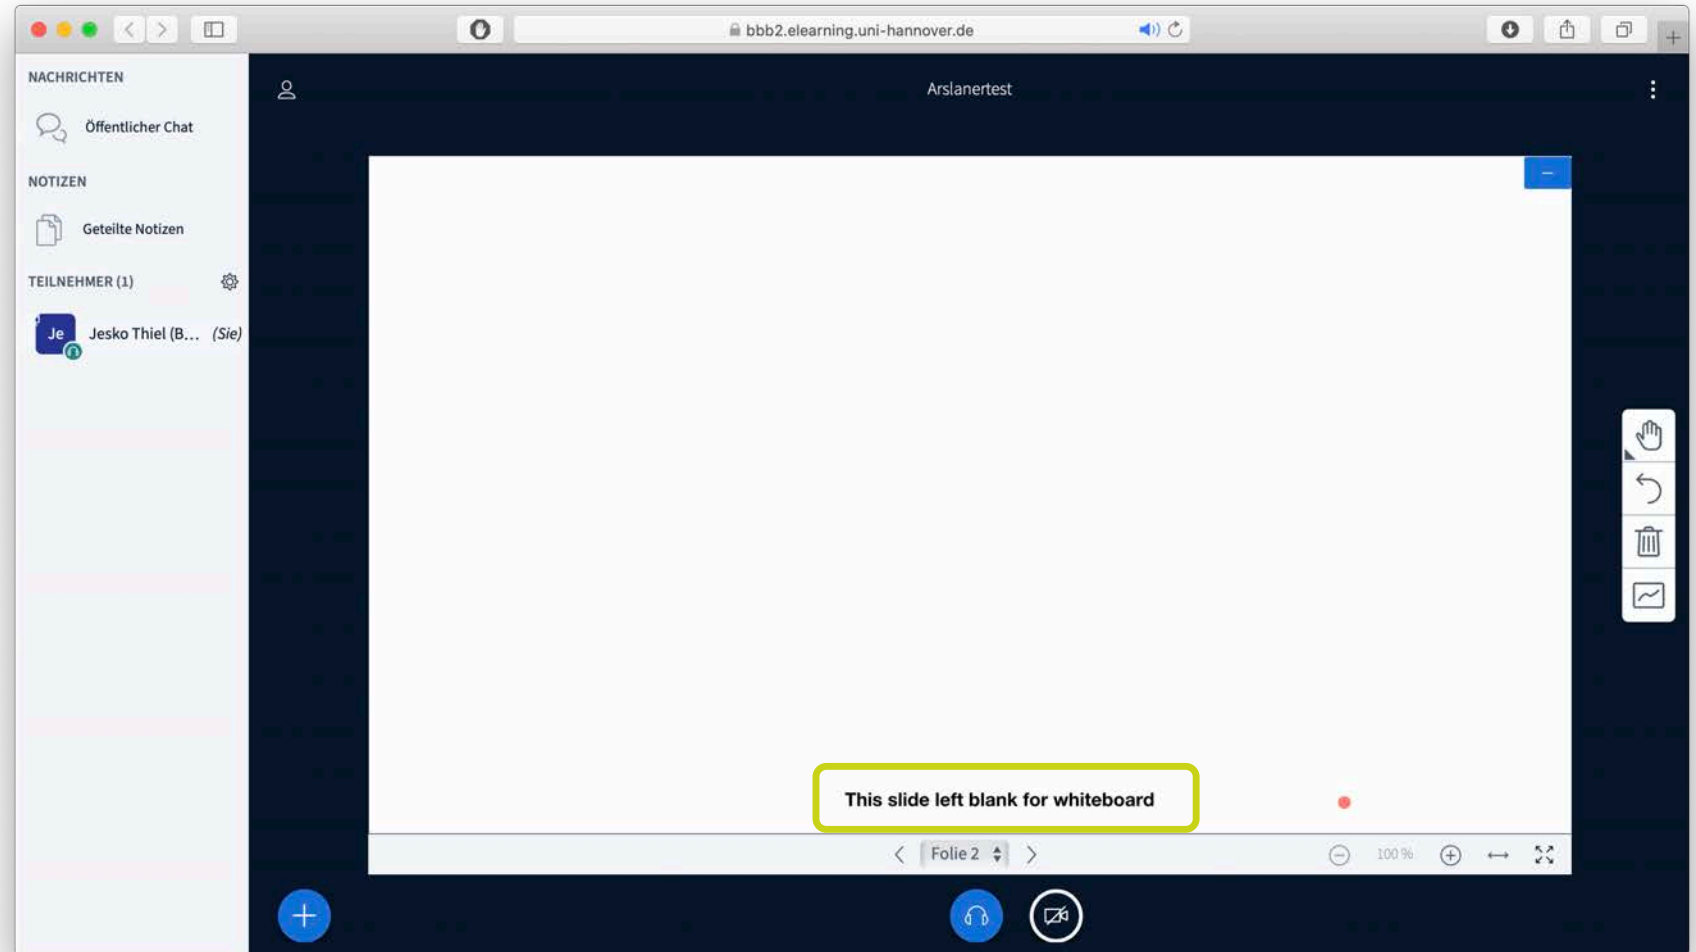 bbb2.elearning.uni-hannover.de
NACHRICHTEN
Öffentlicher Chat
NOTIZEN
Geteilte Notizen
TEILNEHMER (1)
Je
Jesko Thiel (B... (Sie)
Arslanertest
This slide left blank for whiteboard
Folie 2
100 %